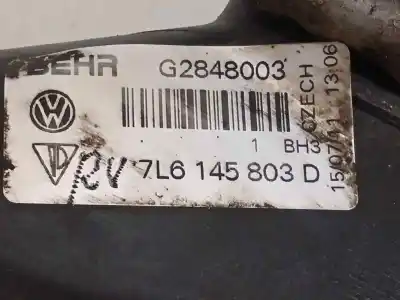 BEHR G2848003
1 BH3
RV 7L6 145 803 D
CZECH
15/07/11 13:06